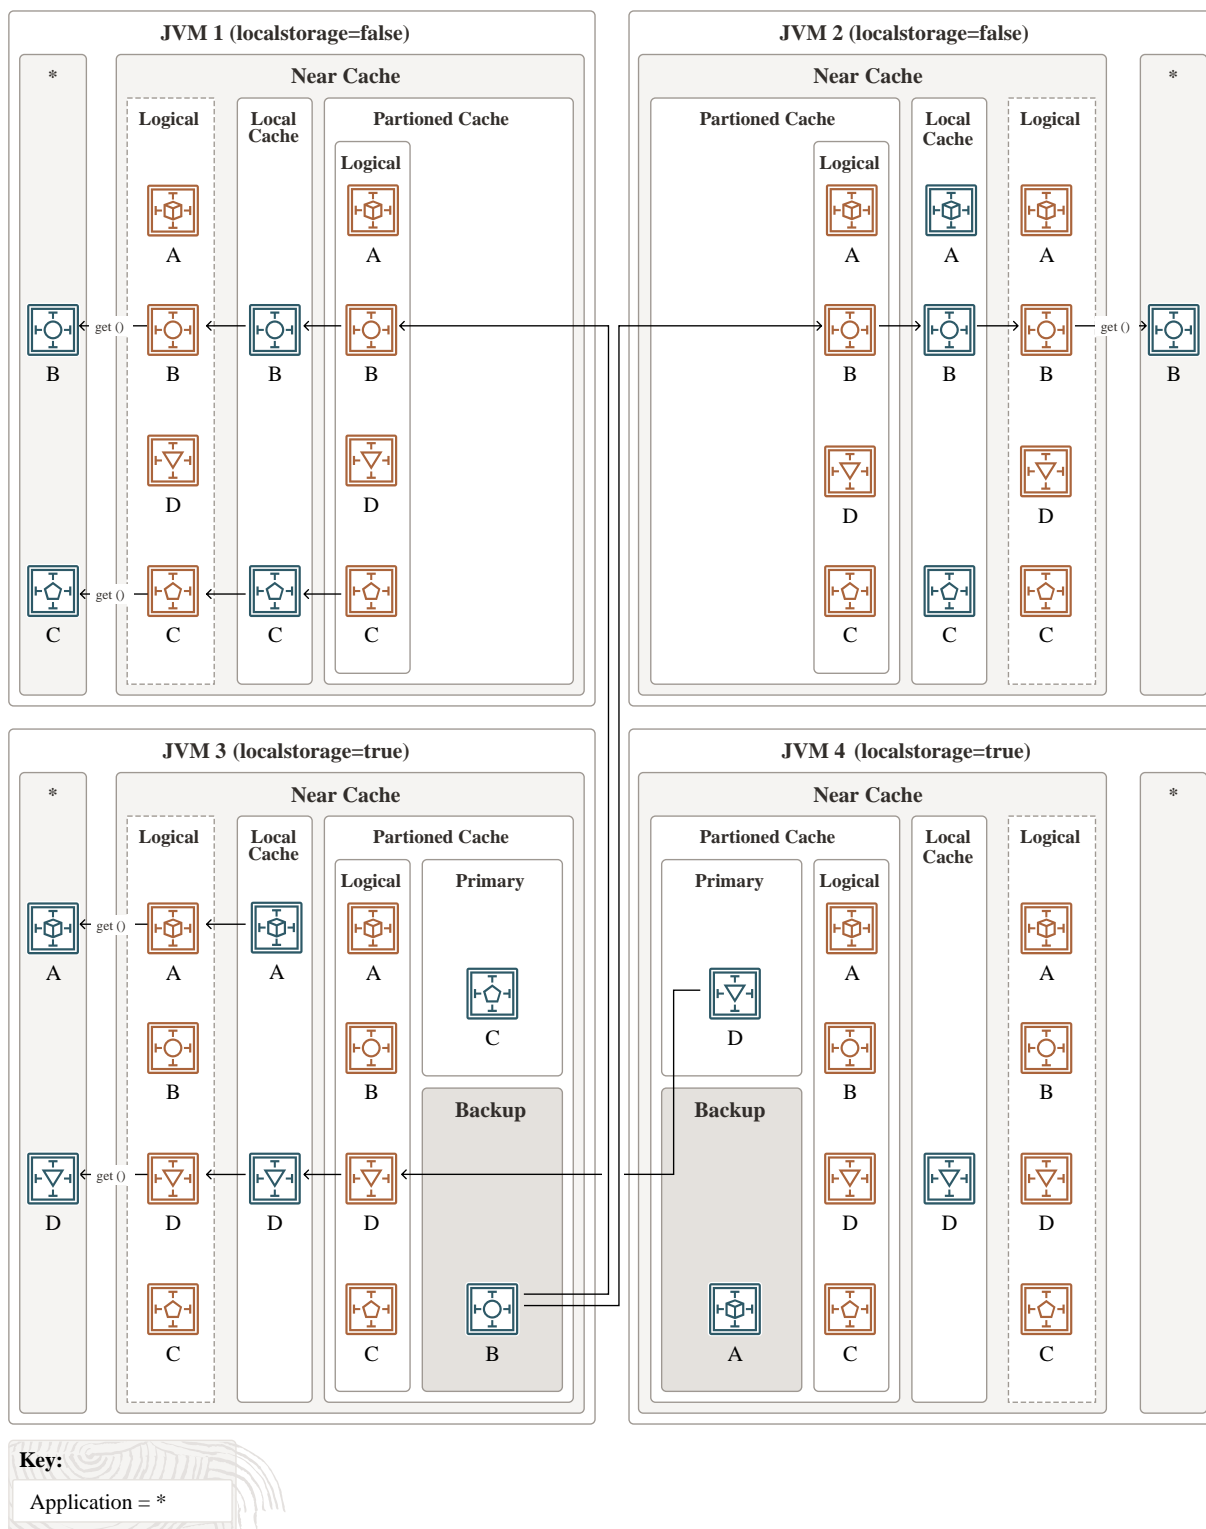 JVM 1 (localstorage=false)
*
Near Cache
Logical
Local
Cache
Partioned Cache
Logical
A
A
get ()
B
B
B
B
D
D
get ()
C
C
C
C
JVM 2 (localstorage=false)
Near Cache
*
Partioned Cache
Local
Cache
Logical
Logical
A
A
A
get ()
B
B
B
B
D
D
C
C
C
JVM 3 (localstorage=true)
*
Near Cache
Logical
Local
Cache
Partioned Cache
Logical
Primary
get ()
A
A
A
A
C
B
B
Backup
get ()
D
D
D
D
C
C
B
JVM 4 (localstorage=true)
Near Cache
*
Partioned Cache
Local
Cache
Logical
Primary
Logical
A
A
D
B
B
Backup
D
D
D
A
C
C
Key:
Application = *